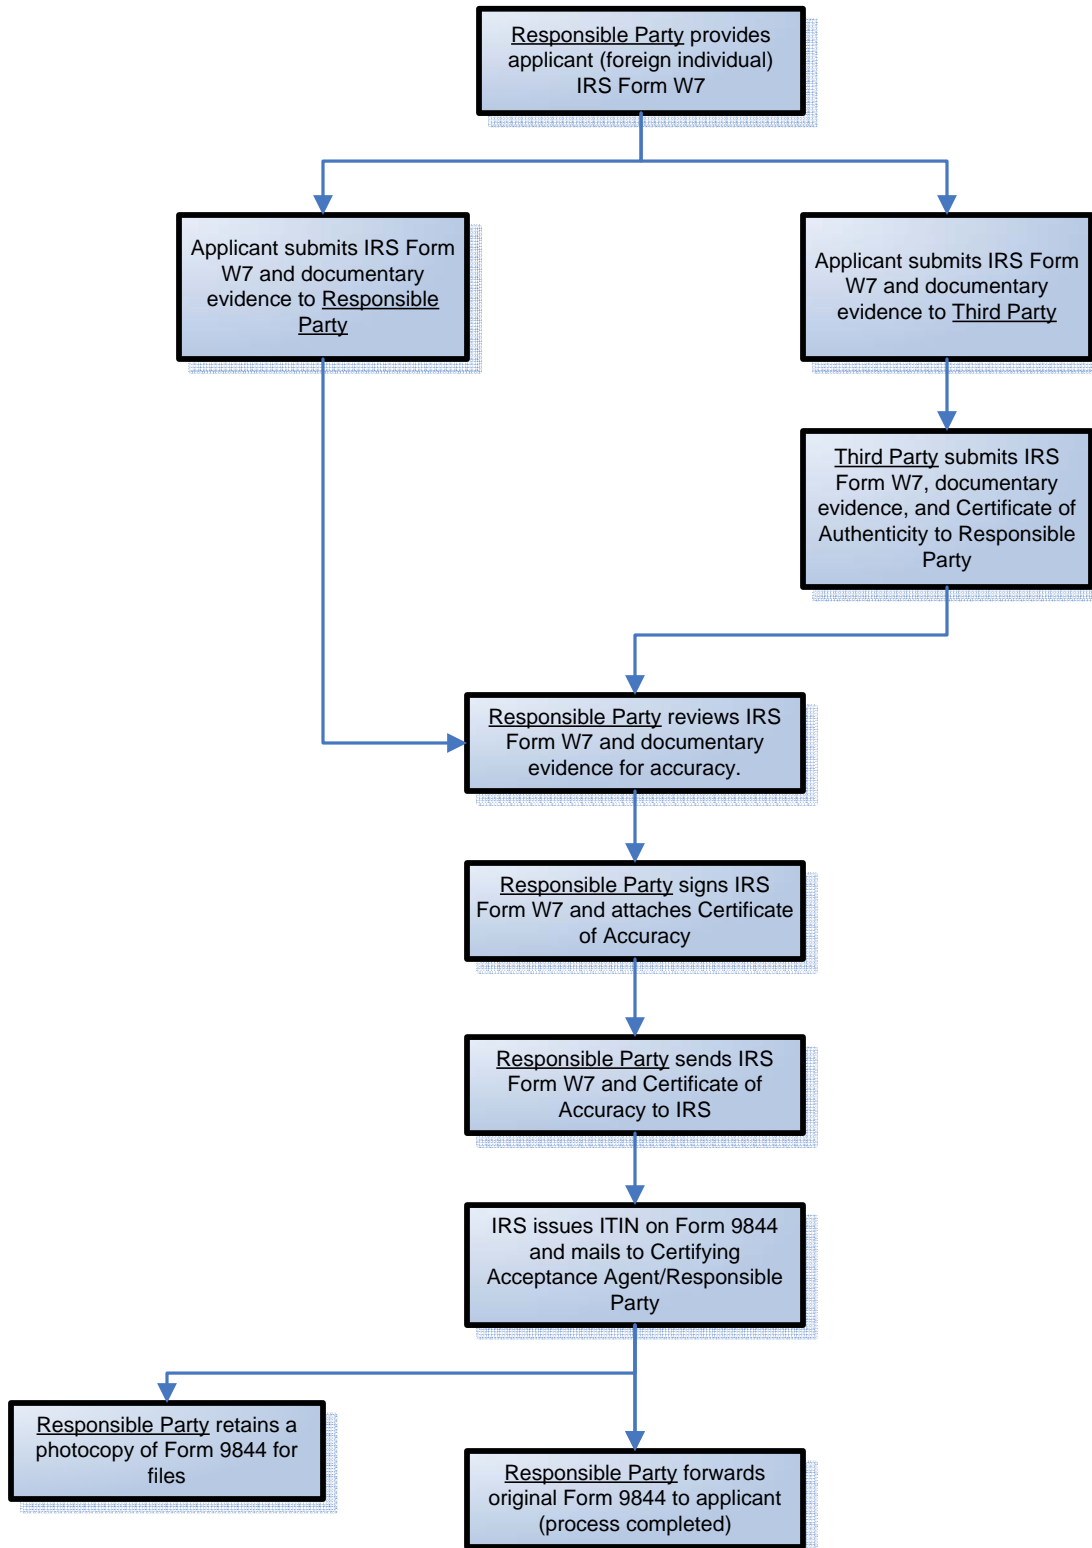 Responsible Party provides
applicant (foreign individual)
IRS Form W7
Applicant submits IRS Form
W7 and documentary
evidence to Responsible
Party
Applicant submits IRS Form
W7 and documentary
evidence to Third Party
Third Party submits IRS
Form W7, documentary
evidence, and Certificate of
Authenticity to Responsible
Party
Responsible Party reviews IRS
Form W7 and documentary
evidence for accuracy.
Responsible Party signs IRS
Form W7 and attaches Certificate
of Accuracy
Responsible Party sends IRS
Form W7 and Certificate of
Accuracy to IRS
IRS issues ITIN on Form 9844
and mails to Certifying
Acceptance Agent/Responsible
Party
Responsible Party retains a
photocopy of Form 9844 for
files
Responsible Party forwards
original Form 9844 to applicant
(process completed)